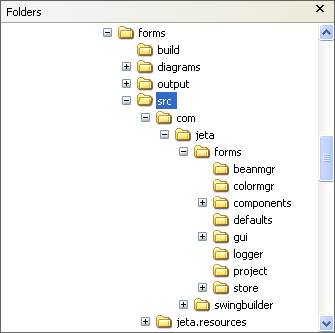 Folders
forms
build
diagrams
output
src
com
jeta
forms
beanmgr
colormgr
components
defaults
gui
logger
project
store
swingbuilder
jeta.resources